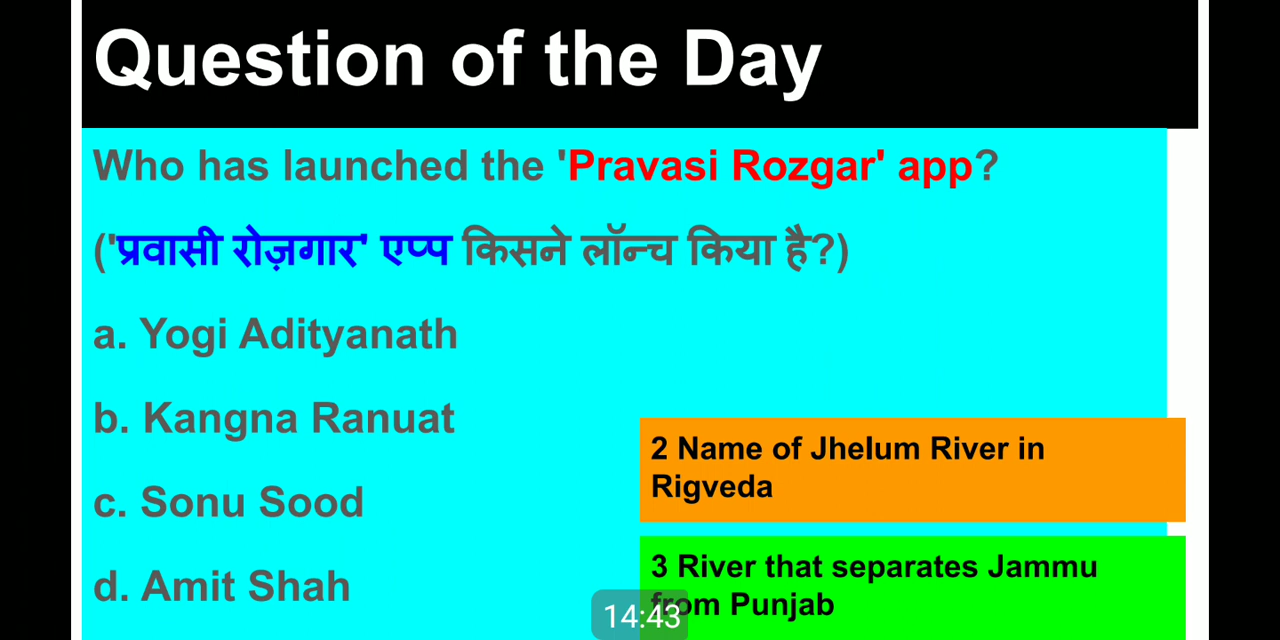 Question of the Day
Who has launched the 'Pravasi Rozgar' app?
('प्रवासी रोज़गार' एप्प किसने लॉन्च किया है?)
a. Yogi Adityanath
b. Kangna Ranuat
c. Sonu Sood
d. Amit Shah
2 Name of Jhelum River in
Rigveda
3 River that separates Jammu
from Punjab
14:43